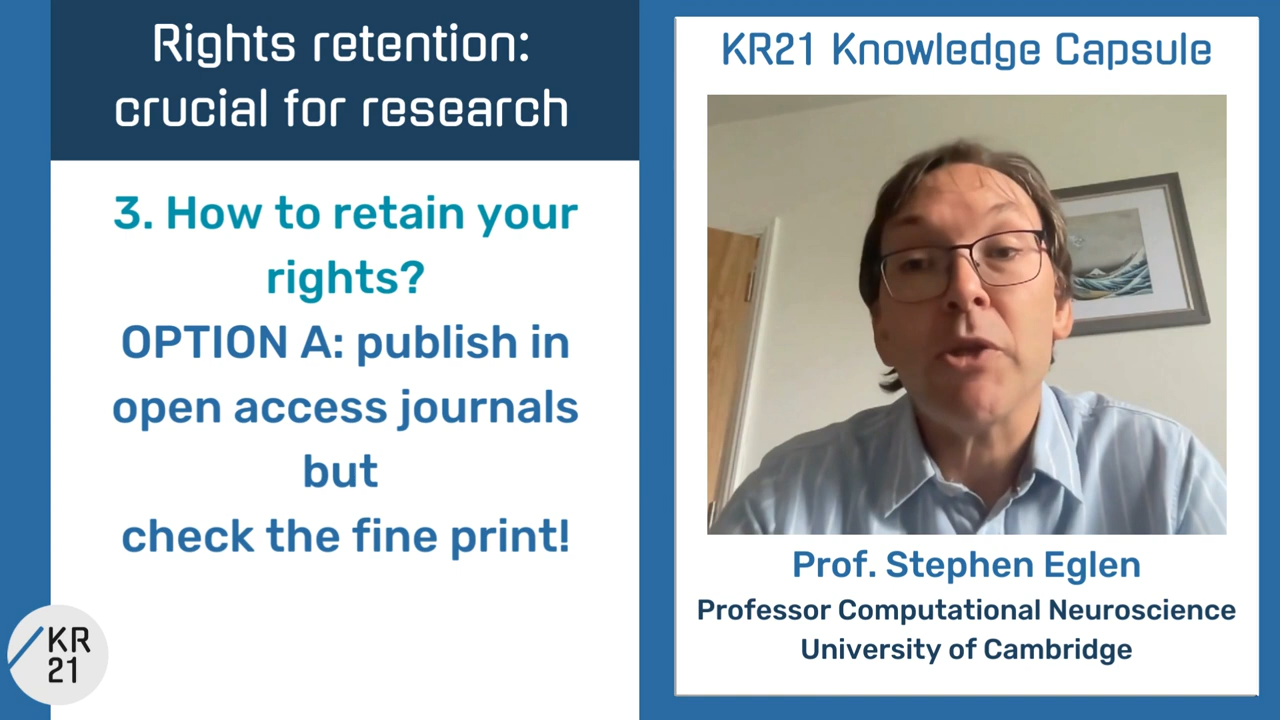 Rights retention:
crucial for research
3. How to retain your
rights?
OPTION A: publish in
open access journals
but
check the fine print!
KR
21
KR21 Knowledge Capsule
Prof. Stephen Eglen
Professor Computational Neuroscience
University of Cambridge